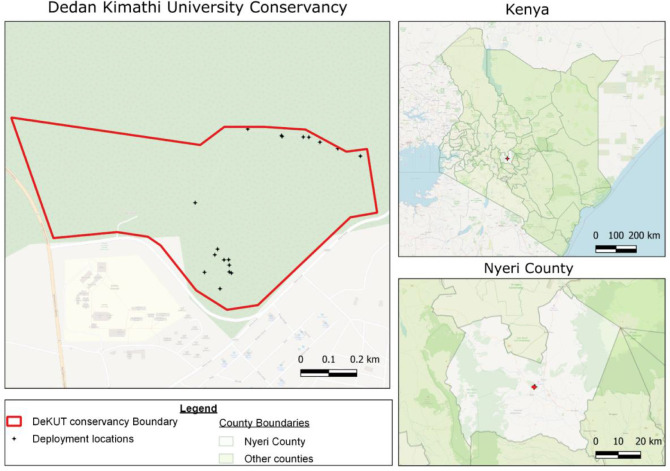 Dedan Kimathi University Conservancy
Kenya
0 0.1 0.2 km
0 100 200 km
Nyeri County
0 10 20 km
Legend
DeKUT conservancy Boundary
Deployment locations
County Boundaries
Nyeri County
Other counties